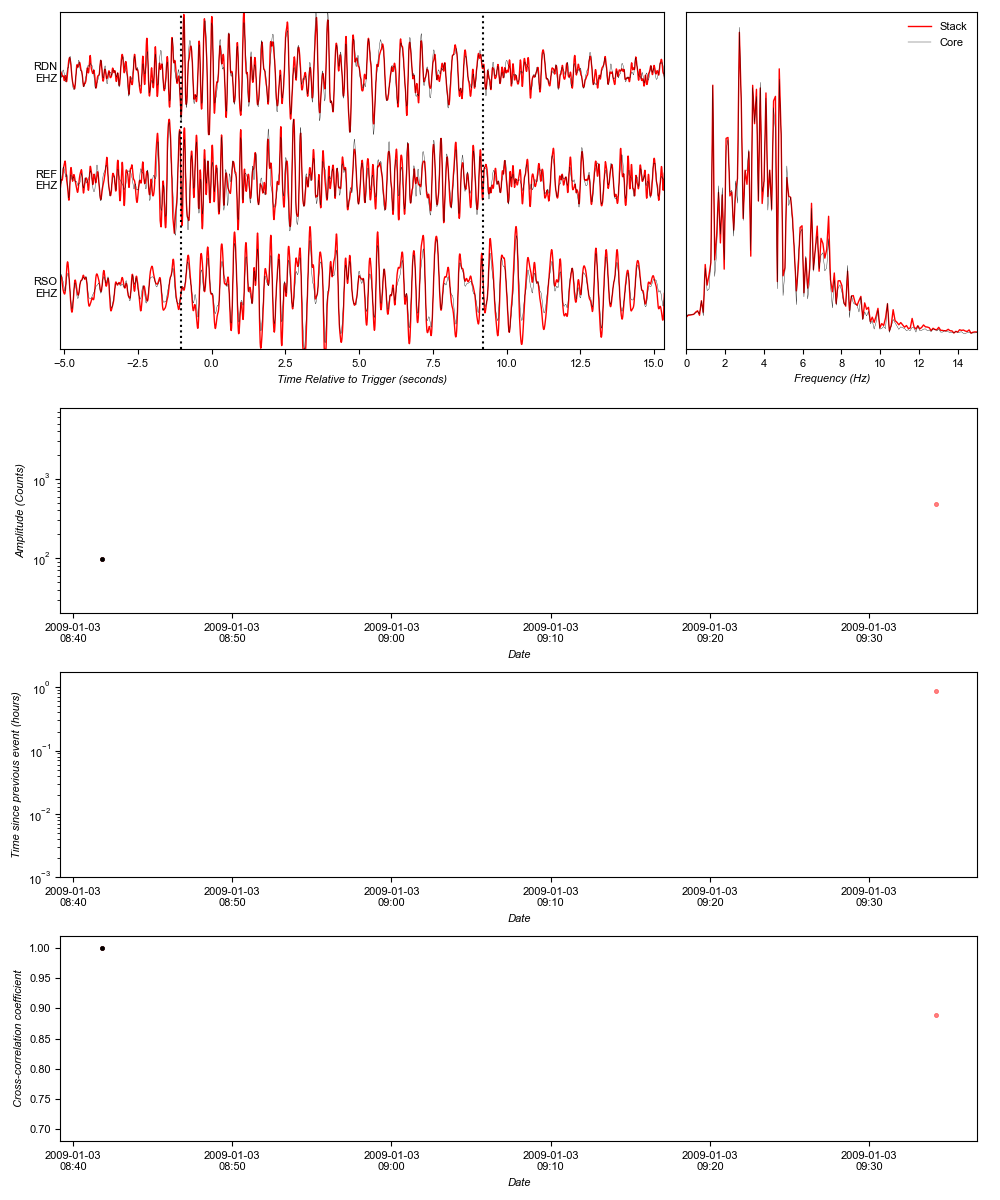 RDN
EHZ
REF
EHZ
RSO
EHZ
−5.0 −2.5 0.0 2.5 5.0 7.5 10.0 12.5 15.0
Time Relative to Trigger (seconds)
Stack
Core
0 2 4 6 8 10 12 14
Frequency (Hz)
10³
10²
Amplitude (Counts)
2009-01-03 2009-01-03 2009-01-03 2009-01-03 2009-01-03 2009-01-03
08:40 08:50 09:00 09:10 09:20 09:30
Date
10⁰
10⁻¹
10⁻²
10⁻³
Time since previous event (hours)
2009-01-03 2009-01-03 2009-01-03 2009-01-03 2009-01-03 2009-01-03
08:40 08:50 09:00 09:10 09:20 09:30
Date
1.00
0.95
0.90
0.85
0.80
0.75
0.70
Cross-correlation coefficient
2009-01-03 2009-01-03 2009-01-03 2009-01-03 2009-01-03 2009-01-03
08:40 08:50 09:00 09:10 09:20 09:30
Date